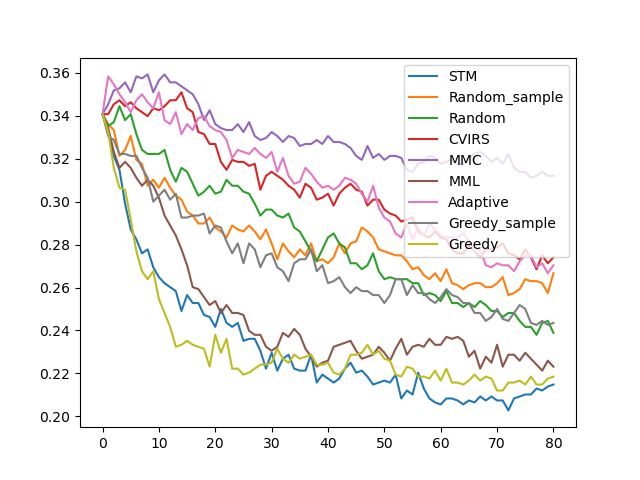 0.36
0.34
0.32
0.30
0.28
0.26
0.24
0.22
0.20
0 10 20 30 40 50 60 70 80
STM
Random_sample
Random
CVIRS
MMC
MML
Adaptive
Greedy_sample
Greedy